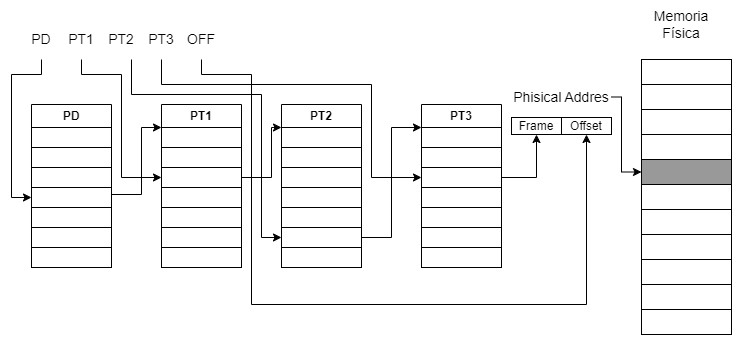 Memoria
Física
PD PT1 PT2 PT3 OFF
Phisical Addres
PD PT1 PT2 PT3
Frame Offset